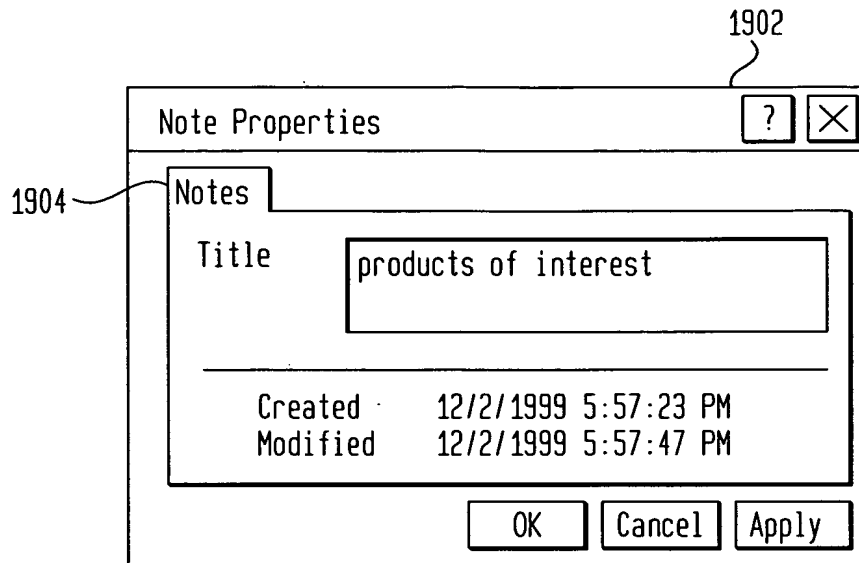 1902
Note Properties ?
1904
Notes
Title products of interest
Created 12/2/1999 5:57:23 PM
Modified 12/2/1999 5:57:47 PM
OK Cancel Apply